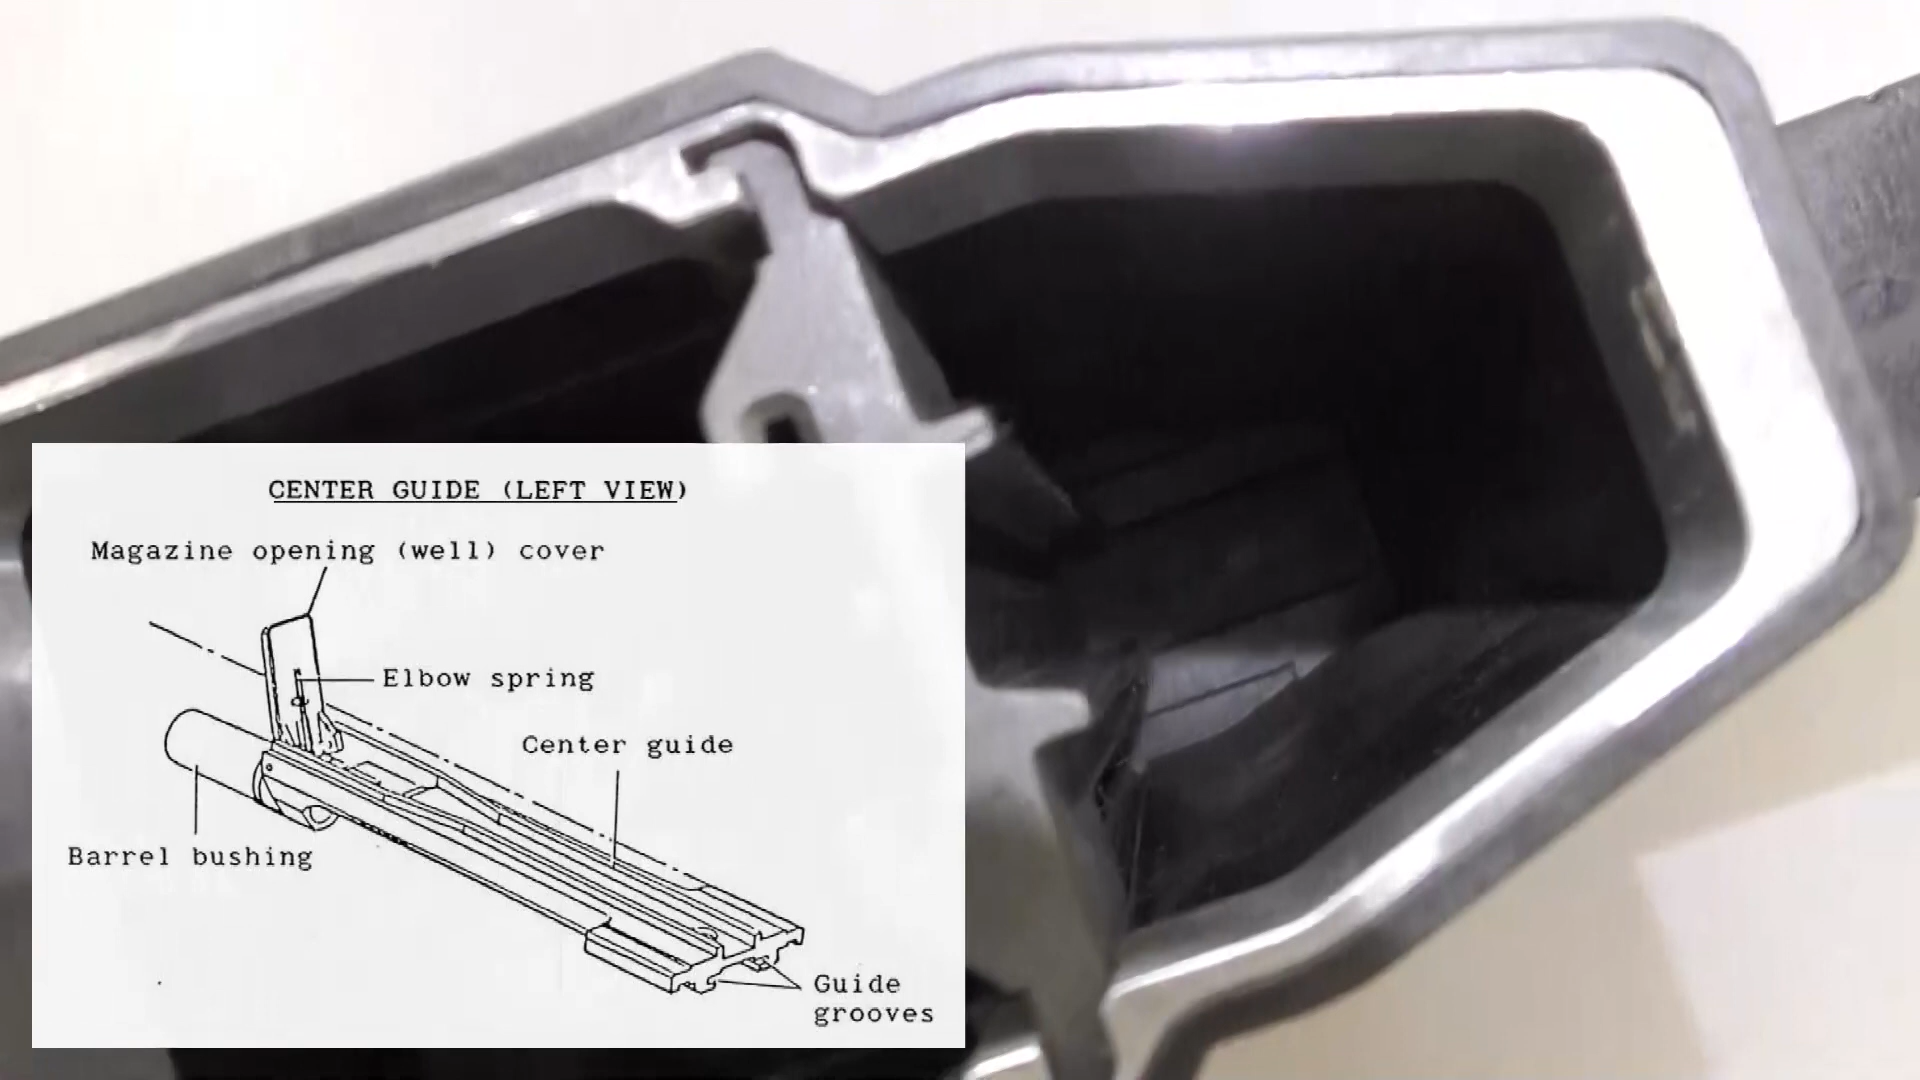 CENTER GUIDE (LEFT VIEW)
Magazine opening (well) cover
Elbow spring
Center guide
Barrel bushing
Guide
grooves